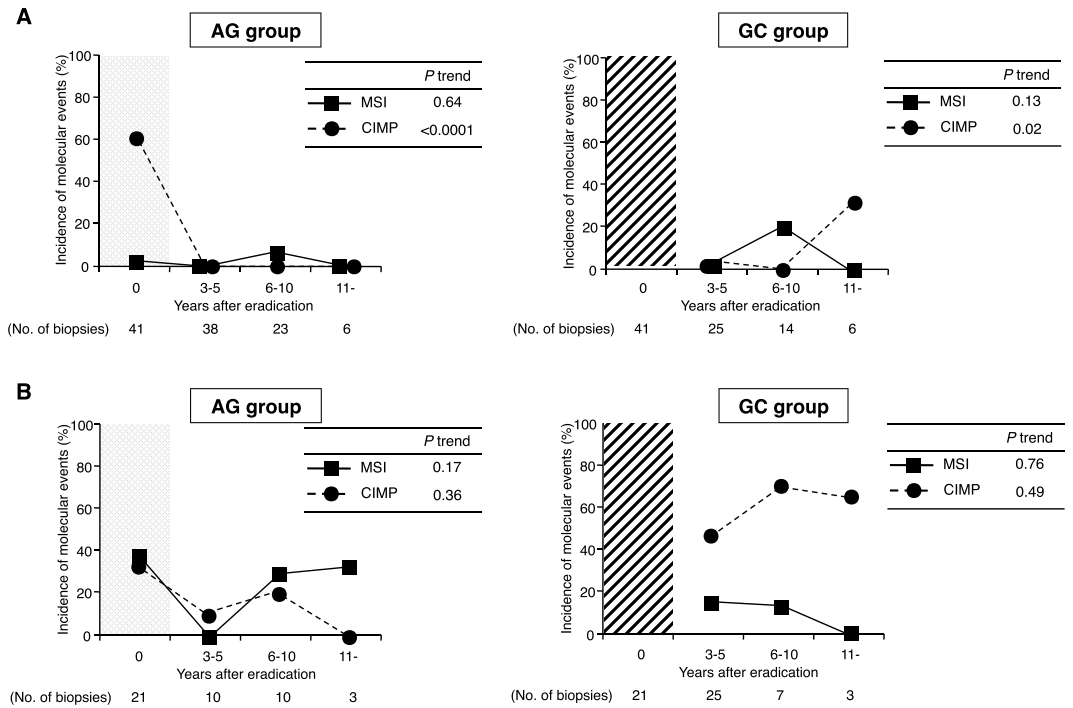 A
AG group
GC group
Incidence of molecular events (%)
100
80
60
40
20
0
P trend
MSI 0.64
CIMP <0.0001
0 3-5 6-10 11-
Years after eradication
(No. of biopsies) 41 38 23 6
Incidence of molecular events (%)
100
80
60
40
20
0
P trend
MSI 0.13
CIMP 0.02
0 3-5 6-10 11-
Years after eradication
(No. of biopsies) 41 25 14 6
B
AG group
GC group
Incidence of molecular events (%)
100
80
60
40
20
0
P trend
MSI 0.17
CIMP 0.36
0 3-5 6-10 11-
Years after eradication
(No. of biopsies) 21 10 10 3
Incidence of molecular events (%)
100
80
60
40
20
0
P trend
MSI 0.76
CIMP 0.49
0 3-5 6-10 11-
Years after eradication
(No. of biopsies) 21 25 7 3